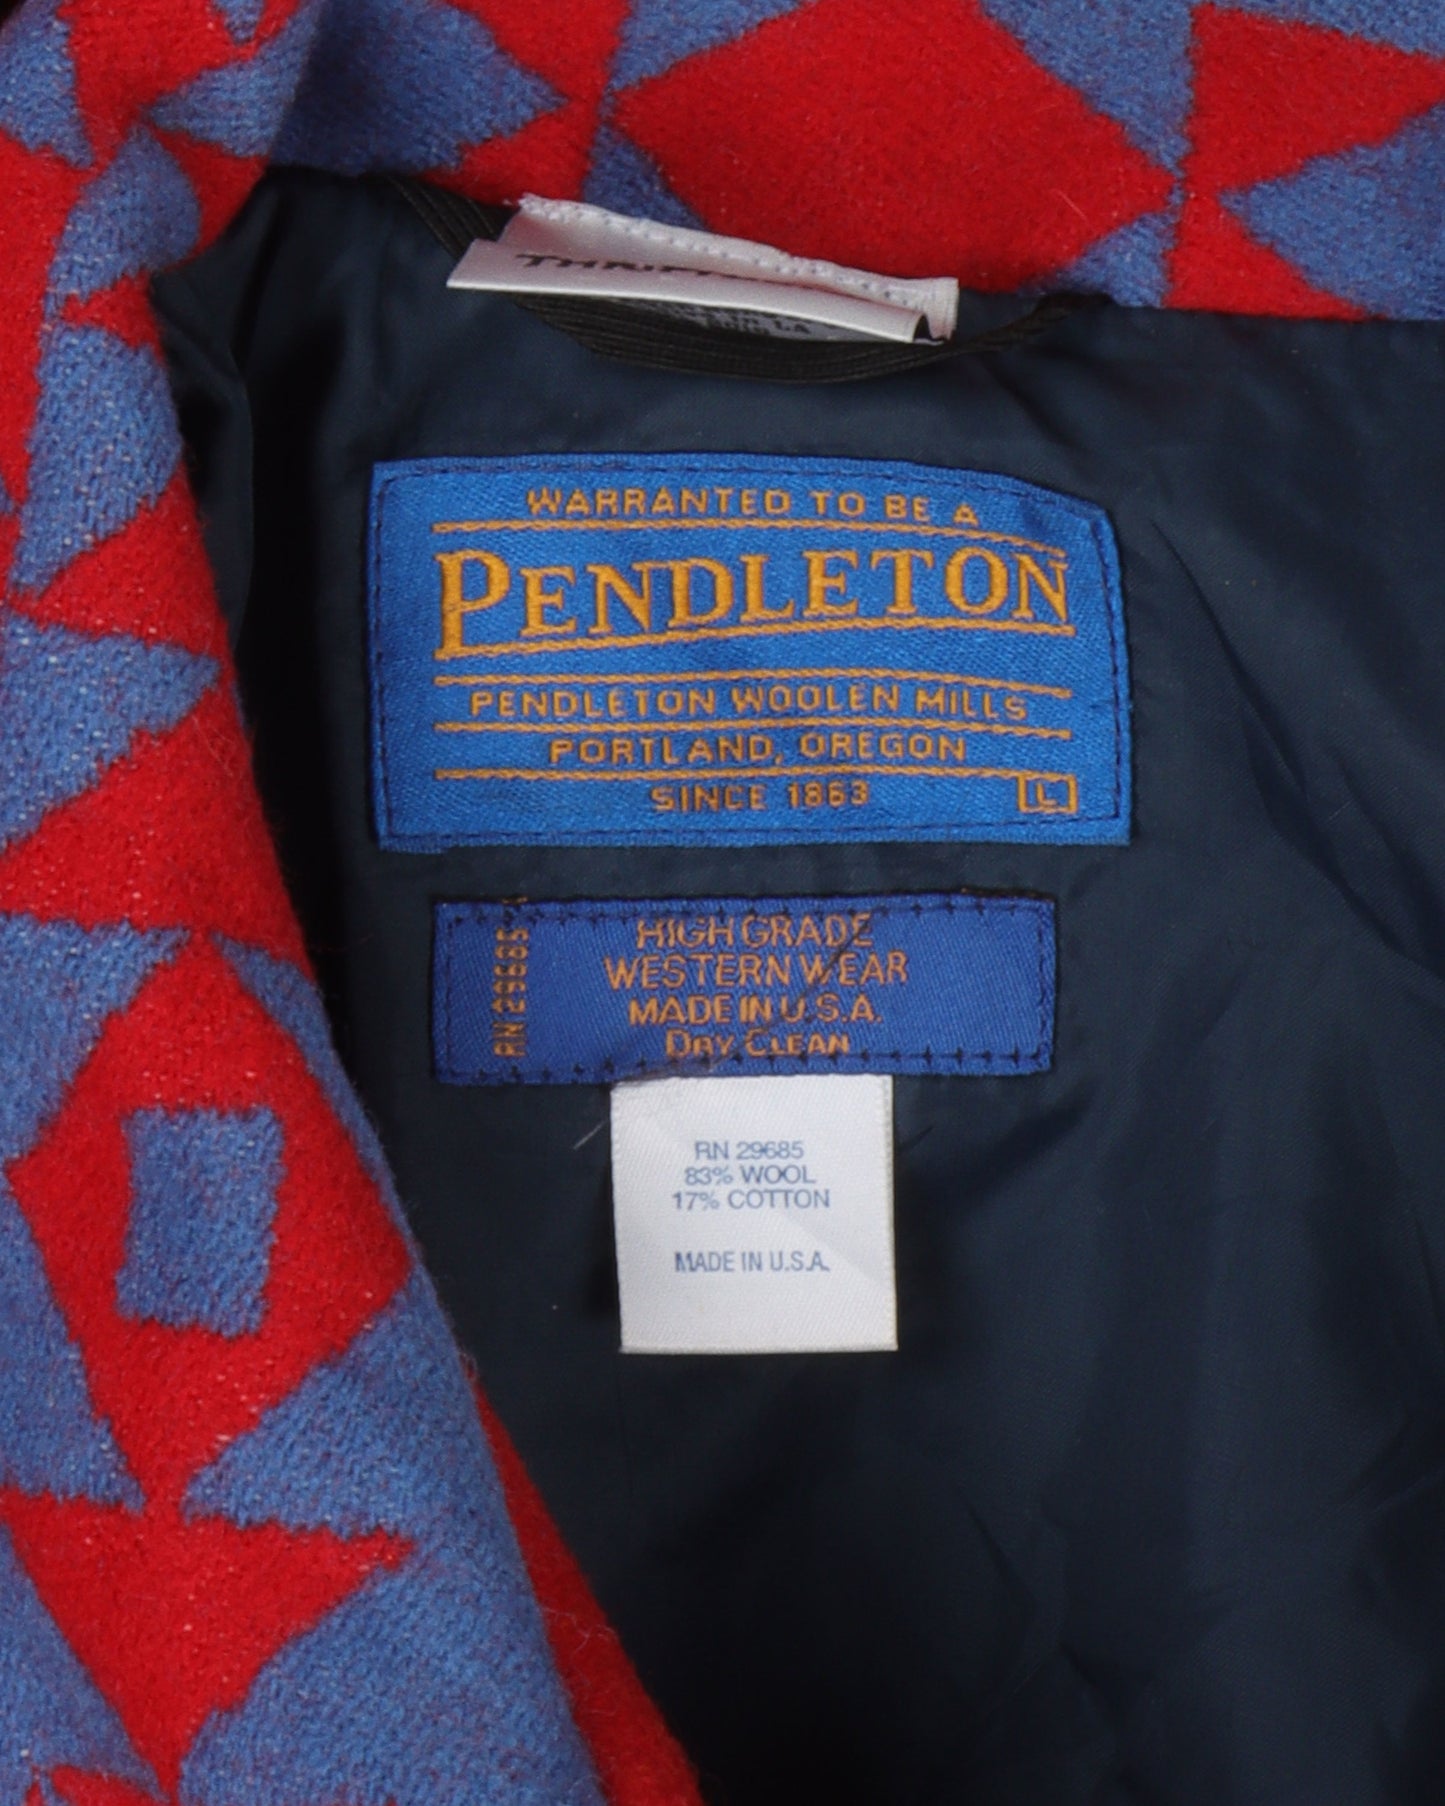 WARRANTED TO BE A
PENDLETON
PENDLETON WOOLEN MILLS
PORTLAND, OREGON
SINCE 1863
L
RN 29685
HIGH GRADE
WESTERN WEAR
MADE IN U.S.A.
DRY CLEAN
RN 29685
83% WOOL
17% COTTON
MADE IN U.S.A.